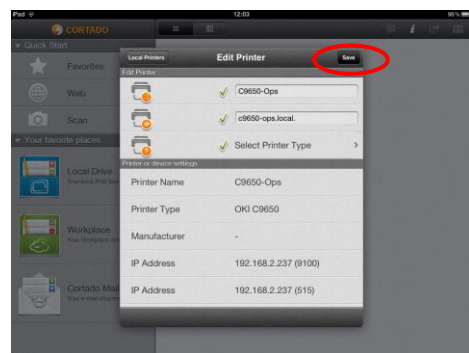 iPad 12:03 95%
CORTADO
Quick Start
Favorites
Web
Scan
Your favorite places
Local Drive
Workplace
Cortado Mail
Local Printers Edit Printer Save
Edit Printer
C9650-Ops
c9650-ops.local.
Select Printer Type
Printer or device settings
Printer Name C9650-Ops
Printer Type OKI C9650
Manufacturer -
IP Address 192.168.2.237 (9100)
IP Address 192.168.2.237 (515)